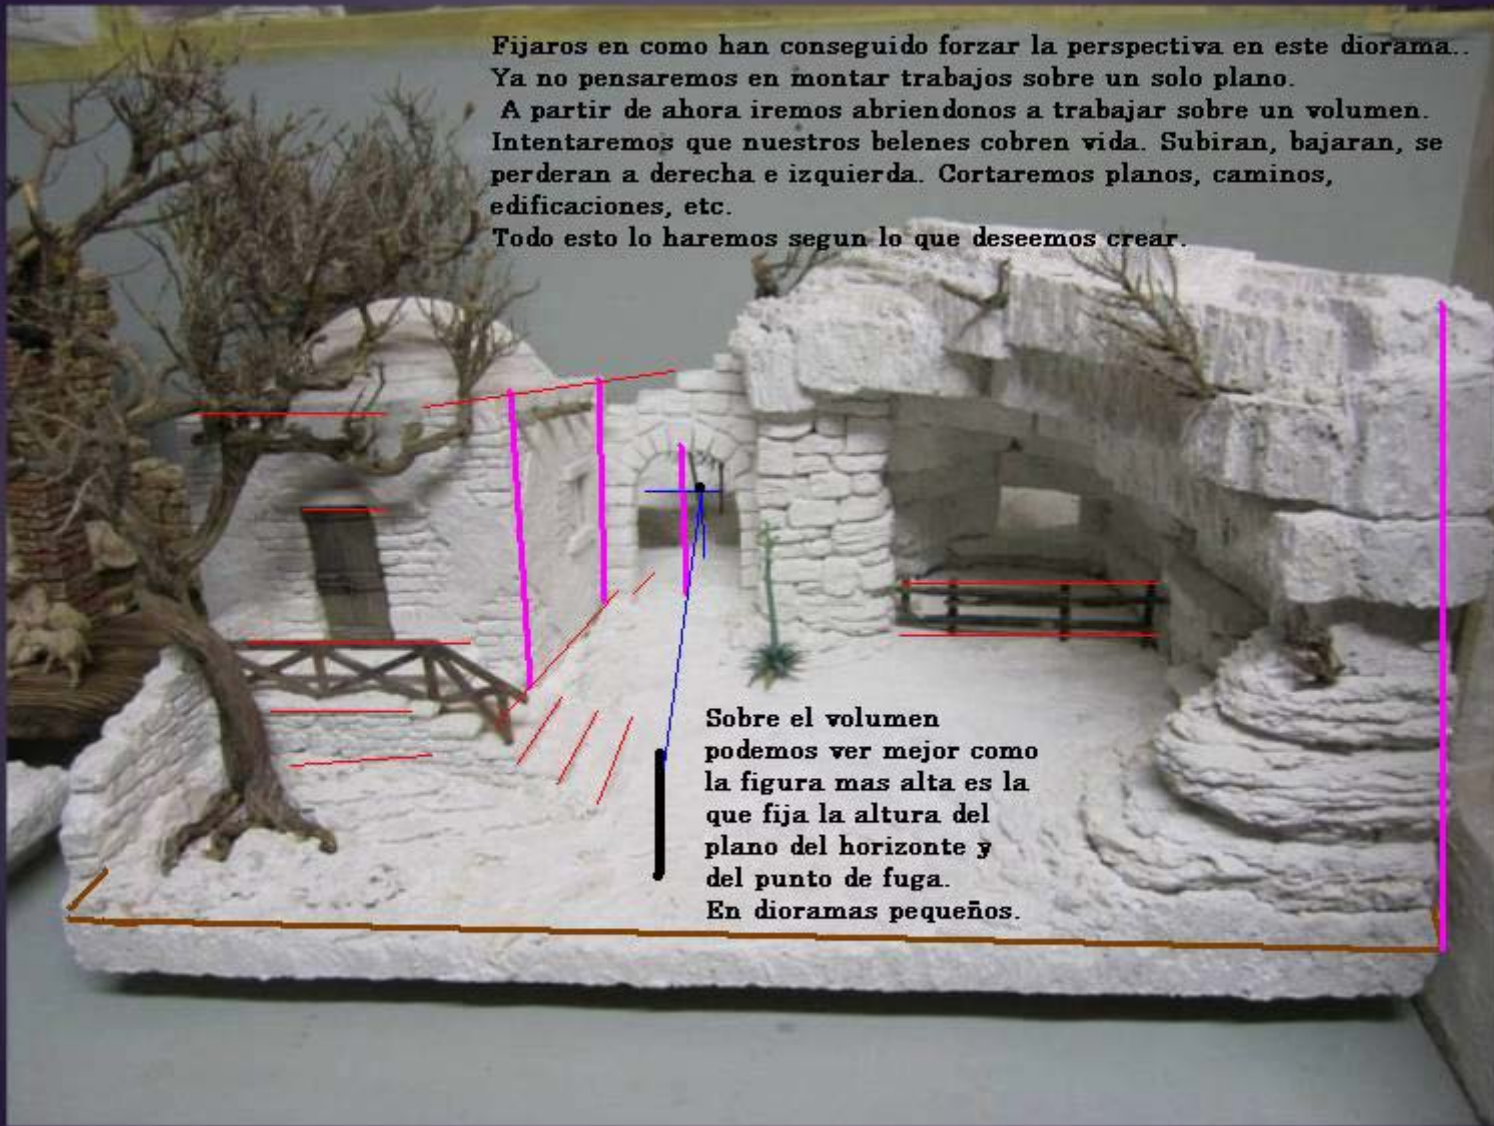 Fijaros en como han conseguido forzar la perspectiva en este diorama..
Ya no pensaremos en montar trabajos sobre un solo plano.
A partir de ahora iremos abriendonos a trabajar sobre un volumen.
Intentaremos que nuestros belenes cobren vida. Subiran, bajaran, se
perderan a derecha e izquierda. Cortaremos planos, caminos,
edificaciones, etc.
Todo esto lo haremos segun lo que deseemos crear.
Sobre el volumen
podemos ver mejor como
la figura mas alta es la
que fija la altura del
plano del horizonte y
del punto de fuga.
En dioramas pequeños.